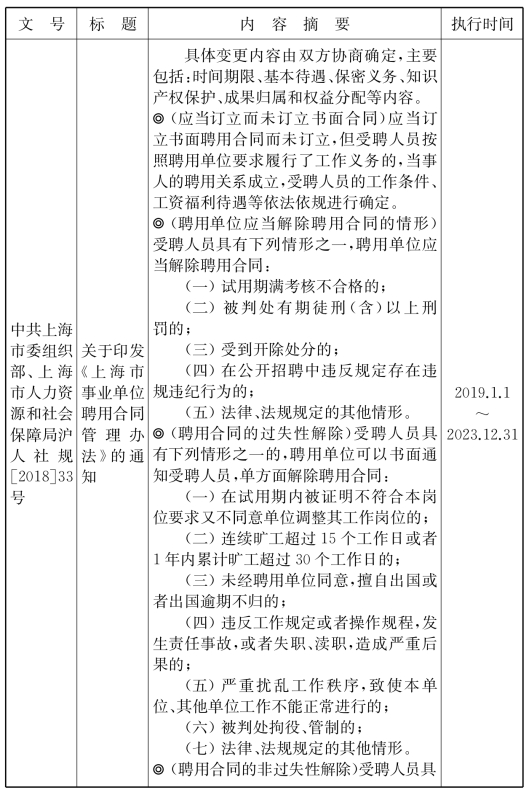 文 号
标 题
内 容 摘 要
执行时间
中共上海
市委组织
部、上海
市人力资
源和社会
保障局沪
人社规
[2018]33
号
关于印发
《上海市
事业单位
聘用合同
管理办
法》的通
知
具体变更内容由双方协商确定,主要
包括:时间期限、基本待遇、保密义务、知识
产权保护、成果归属和权益分配等内容。
◎(应当订立而未订立书面合同)应当订
立书面聘用合同而未订立,但受聘人员按
照聘用单位要求履行了工作义务的,当事
人的聘用关系成立,受聘人员的工作条件、
工资福利待遇等依法依规进行确定。
◎(聘用单位应当解除聘用合同的情形)
受聘人员具有下列情形之一,聘用单位应
当解除聘用合同:
(一)试用期满考核不合格的;
(二)被判处有期徒刑(含)以上刑
罚的;
(三)受到开除处分的;
(四)在公开招聘中违反规定存在违
规违纪行为的;
(五)法律、法规规定的其他情形。
◎(聘用合同的过失性解除)受聘人员具
有下列情形之一的,聘用单位可以书面通
知受聘人员,单方面解除聘用合同:
(一)在试用期内被证明不符合本岗
位要求又不同意单位调整其工作岗位的;
(二)连续旷工超过15个工作日或者
1年内累计旷工超过30个工作日的;
(三)未经聘用单位同意,擅自出国或
者出国逾期不归的;
(四)违反工作规定或者操作规程,发
生责任事故,或者失职、渎职,造成严重后
果的;
(五)严重扰乱工作秩序,致使本单
位、其他单位工作不能正常进行的;
(六)被判处拘役、管制的;
(七)法律、法规规定的其他情形。
◎(聘用合同的非过失性解除)受聘人员具
2019.1.1
~
2023.12.31